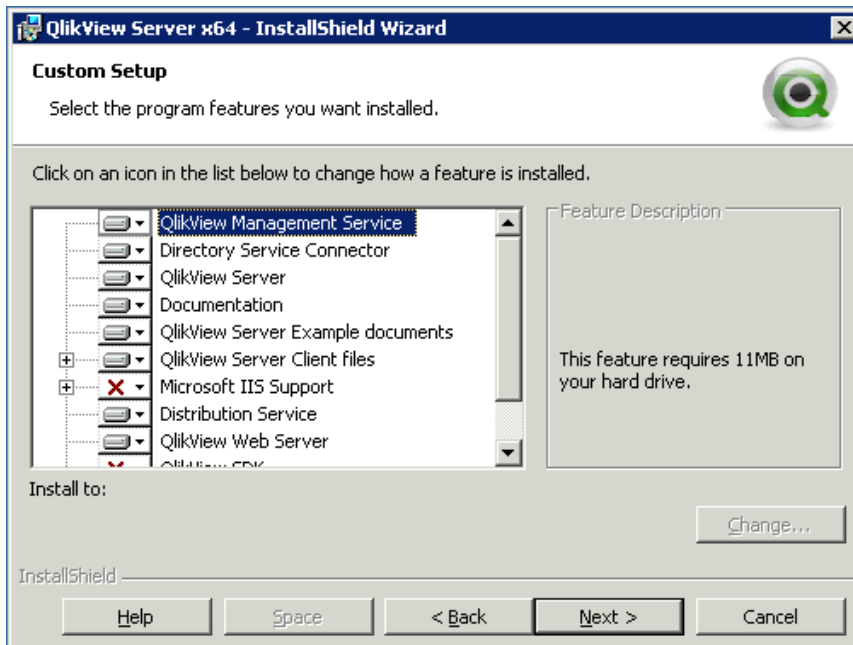 QlikView Server x64 - InstallShield Wizard
Custom Setup
Select the program features you want installed.
Click on an icon in the list below to change how a feature is installed.
QlikView Management Service
Directory Service Connector
QlikView Server
Documentation
QlikView Server Example documents
QlikView Server Client files
Microsoft IIS Support
Distribution Service
QlikView Web Server
QlikView SDK
Feature Description
This feature requires 11MB on
your hard drive.
Install to:
Change...
InstallShield
Help
Space
< Back
Next >
Cancel